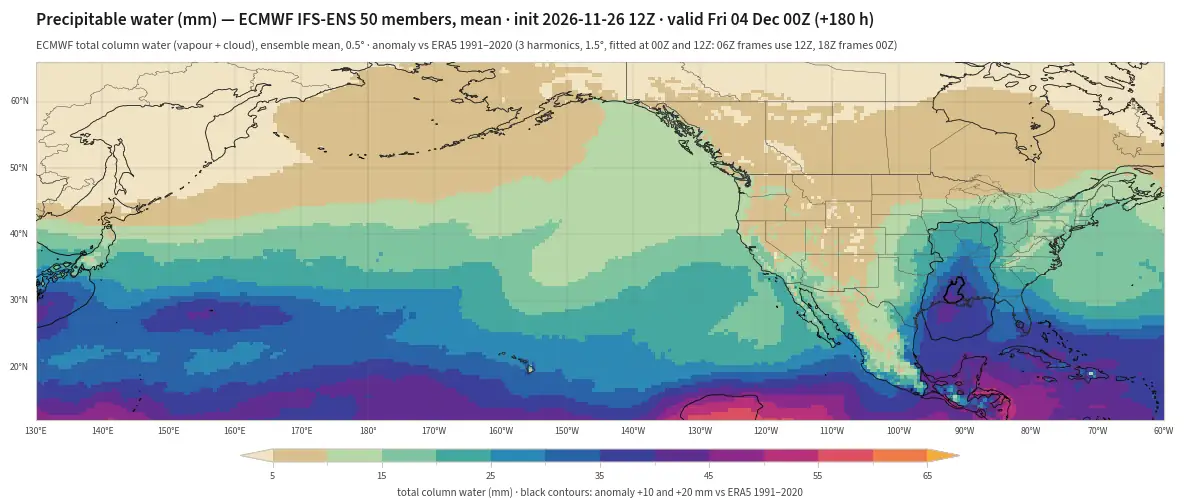 Precipitable water (mm) — ECMWF IFS-ENS 50 members, mean · init 2026-11-26 12Z · valid Fri 04 Dec 00Z (+180 h)
ECMWF total column water (vapour + cloud), ensemble mean, 0.5° · anomaly vs ERA5 1991–2020 (3 harmonics, 1.5°, fitted at 00Z and 12Z: 06Z frames use 12Z, 18Z frames 00Z)
60°N
50°N
40°N
30°N
20°N
130°E 140°E 150°E 160°E 170°E 180° 170°W 160°W 150°W 140°W 130°W 120°W 110°W 100°W 90°W 80°W 70°W 60°W
5 15 25 35 45 55 65
total column water (mm) · black contours: anomaly +10 and +20 mm vs ERA5 1991–2020